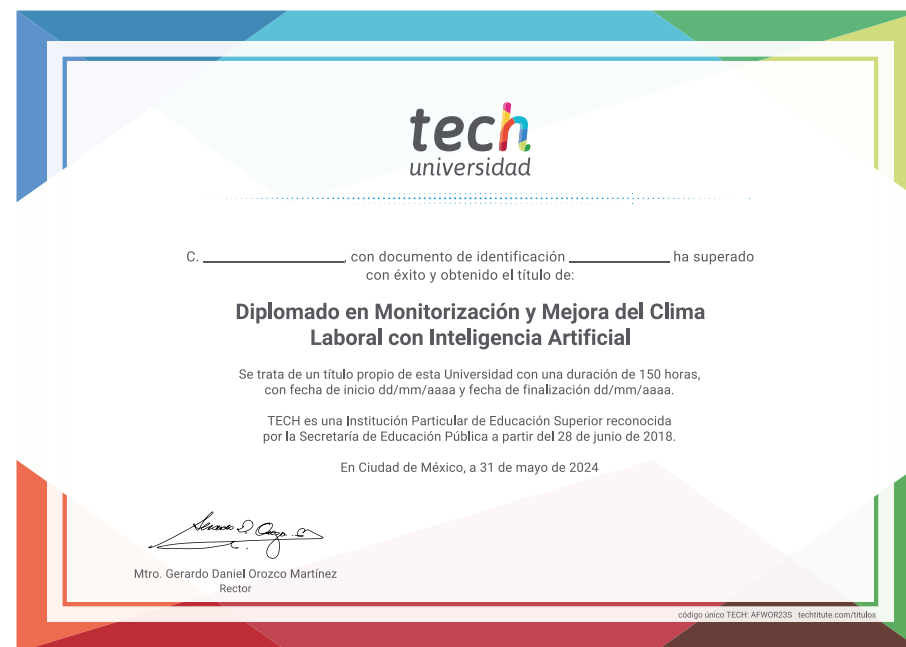 tech
universidad
C. ____________, con documento de identificación ____________ ha superado
con éxito y obtenido el título de:
Diplomado en Monitorización y Mejora del Clima
Laboral con Inteligencia Artificial
Se trata de un título propio de esta Universidad con una duración de 150 horas,
con fecha de inicio dd/mm/aaaa y fecha de finalización dd/mm/aaaa.
TECH es una Institución Particular de Educación Superior reconocida
por la Secretaría de Educación Pública a partir del 28 de junio de 2018.
En Ciudad de México, a 31 de mayo de 2024
Mtro. Gerardo Daniel Orozco Martínez
Rector
código único TECH: AFWOR23S techtitute.com/titulos